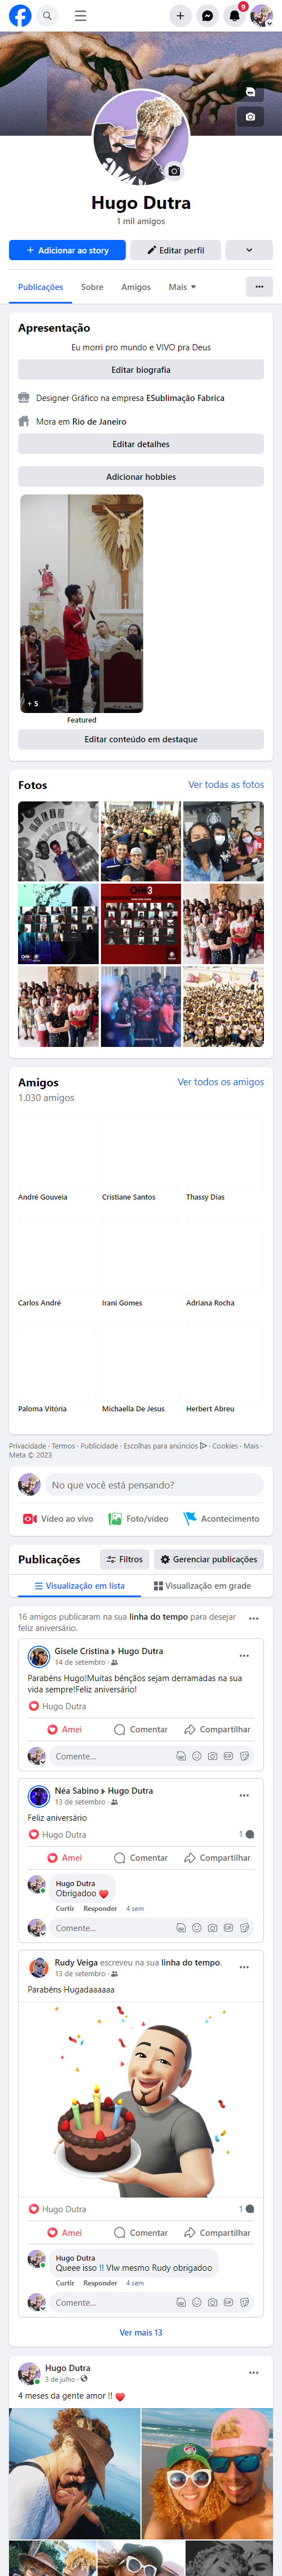 9
Hugo Dutra
1 mil amigos
Adicionar ao story
Editar perfil
Publicações
Sobre
Amigos
Mais
Apresentação
Eu morri pro mundo e VIVO pra Deus
Editar biografia
Designer Gráfico na empresa ESublimação Fabrica
Mora em Rio de Janeiro
Editar detalhes
Adicionar hobbies
+ 5
Featured
Editar conteúdo em destaque
Fotos
Ver todas as fotos
Amigos
Ver todos os amigos
1.030 amigos
André Gouveia
Cristiane Santos
Thassy Dias
Carlos André
Irani Gomes
Adriana Rocha
Paloma Vitória
Michaella De Jesus
Herbert Abreu
Privacidade · Termos · Publicidade · Escolhas para anúncios · Cookies · Mais ·
Meta © 2023
No que você está pensando?
Vídeo ao vivo
Foto/vídeo
Acontecimento
Publicações
Filtros
Gerenciar publicações
Visualização em lista
Visualização em grade
16 amigos publicaram na sua linha do tempo para desejar
feliz aniversário.
Gisele Cristina Hugo Dutra
14 de setembro ·
Parabéns Hugo!Muitas bênçãos sejam derramadas na sua
vida sempre!Feliz aniversário!
Hugo Dutra
Amei
Comentar
Compartilhar
Comente...
Néa Sabino Hugo Dutra
13 de setembro ·
Feliz aniversário
Hugo Dutra
1
Amei
Comentar
Compartilhar
Hugo Dutra
Obrigadoo
Curtir Responder 4 sem
Comente...
Rudy Veiga escreveu na sua linha do tempo.
13 de setembro ·
Parabéns Hugadaaaaaa
Hugo Dutra
1
Amei
Comentar
Compartilhar
Hugo Dutra
Queee isso !! Vlw mesmo Rudy obrigadoo
Curtir Responder 4 sem
Comente...
Ver mais 13
Hugo Dutra
3 de julho ·
4 meses da gente amor !!